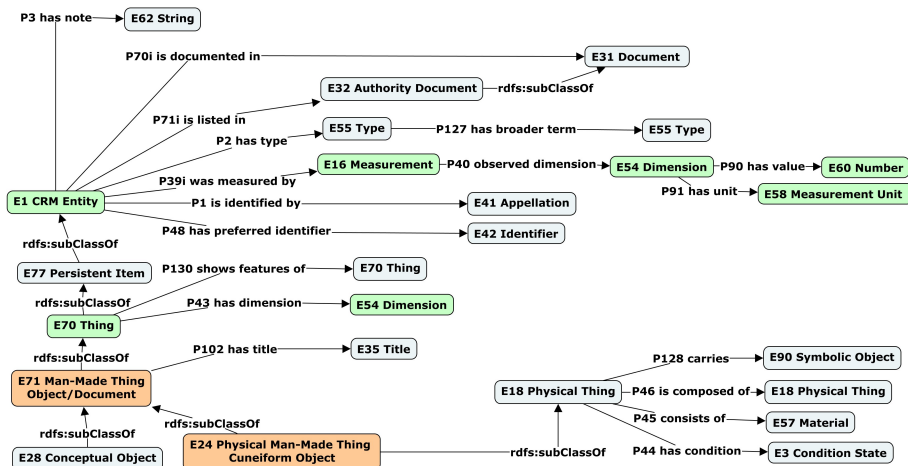 P3 has note
E62 String
P70i is documented in
E31 Document
E32 Authority Document
rdfs:subClassOf
P71i is listed in
E55 Type
P127 has broader term
E55 Type
P2 has type
E16 Measurement
P40 observed dimension
E54 Dimension
P90 has value
E60 Number
P39i was measured by
P91 has unit
E58 Measurement Unit
E1 CRM Entity
P1 is identified by
E41 Appellation
P48 has preferred identifier
E42 Identifier
rdfs:subClassOf
E77 Persistent Item
P130 shows features of
E70 Thing
rdfs:subClassOf
P43 has dimension
E54 Dimension
E70 Thing
rdfs:subClassOf
P102 has title
E35 Title
P128 carries
E90 Symbolic Object
E71 Man-Made Thing
Object/Document
E18 Physical Thing
P46 is composed of
E18 Physical Thing
P45 consists of
E57 Material
rdfs:subClassOf
rdfs:subClassOf
E28 Conceptual Object
E24 Physical Man-Made Thing
Cuneiform Object
rdfs:subClassOf
P44 has condition
E3 Condition State